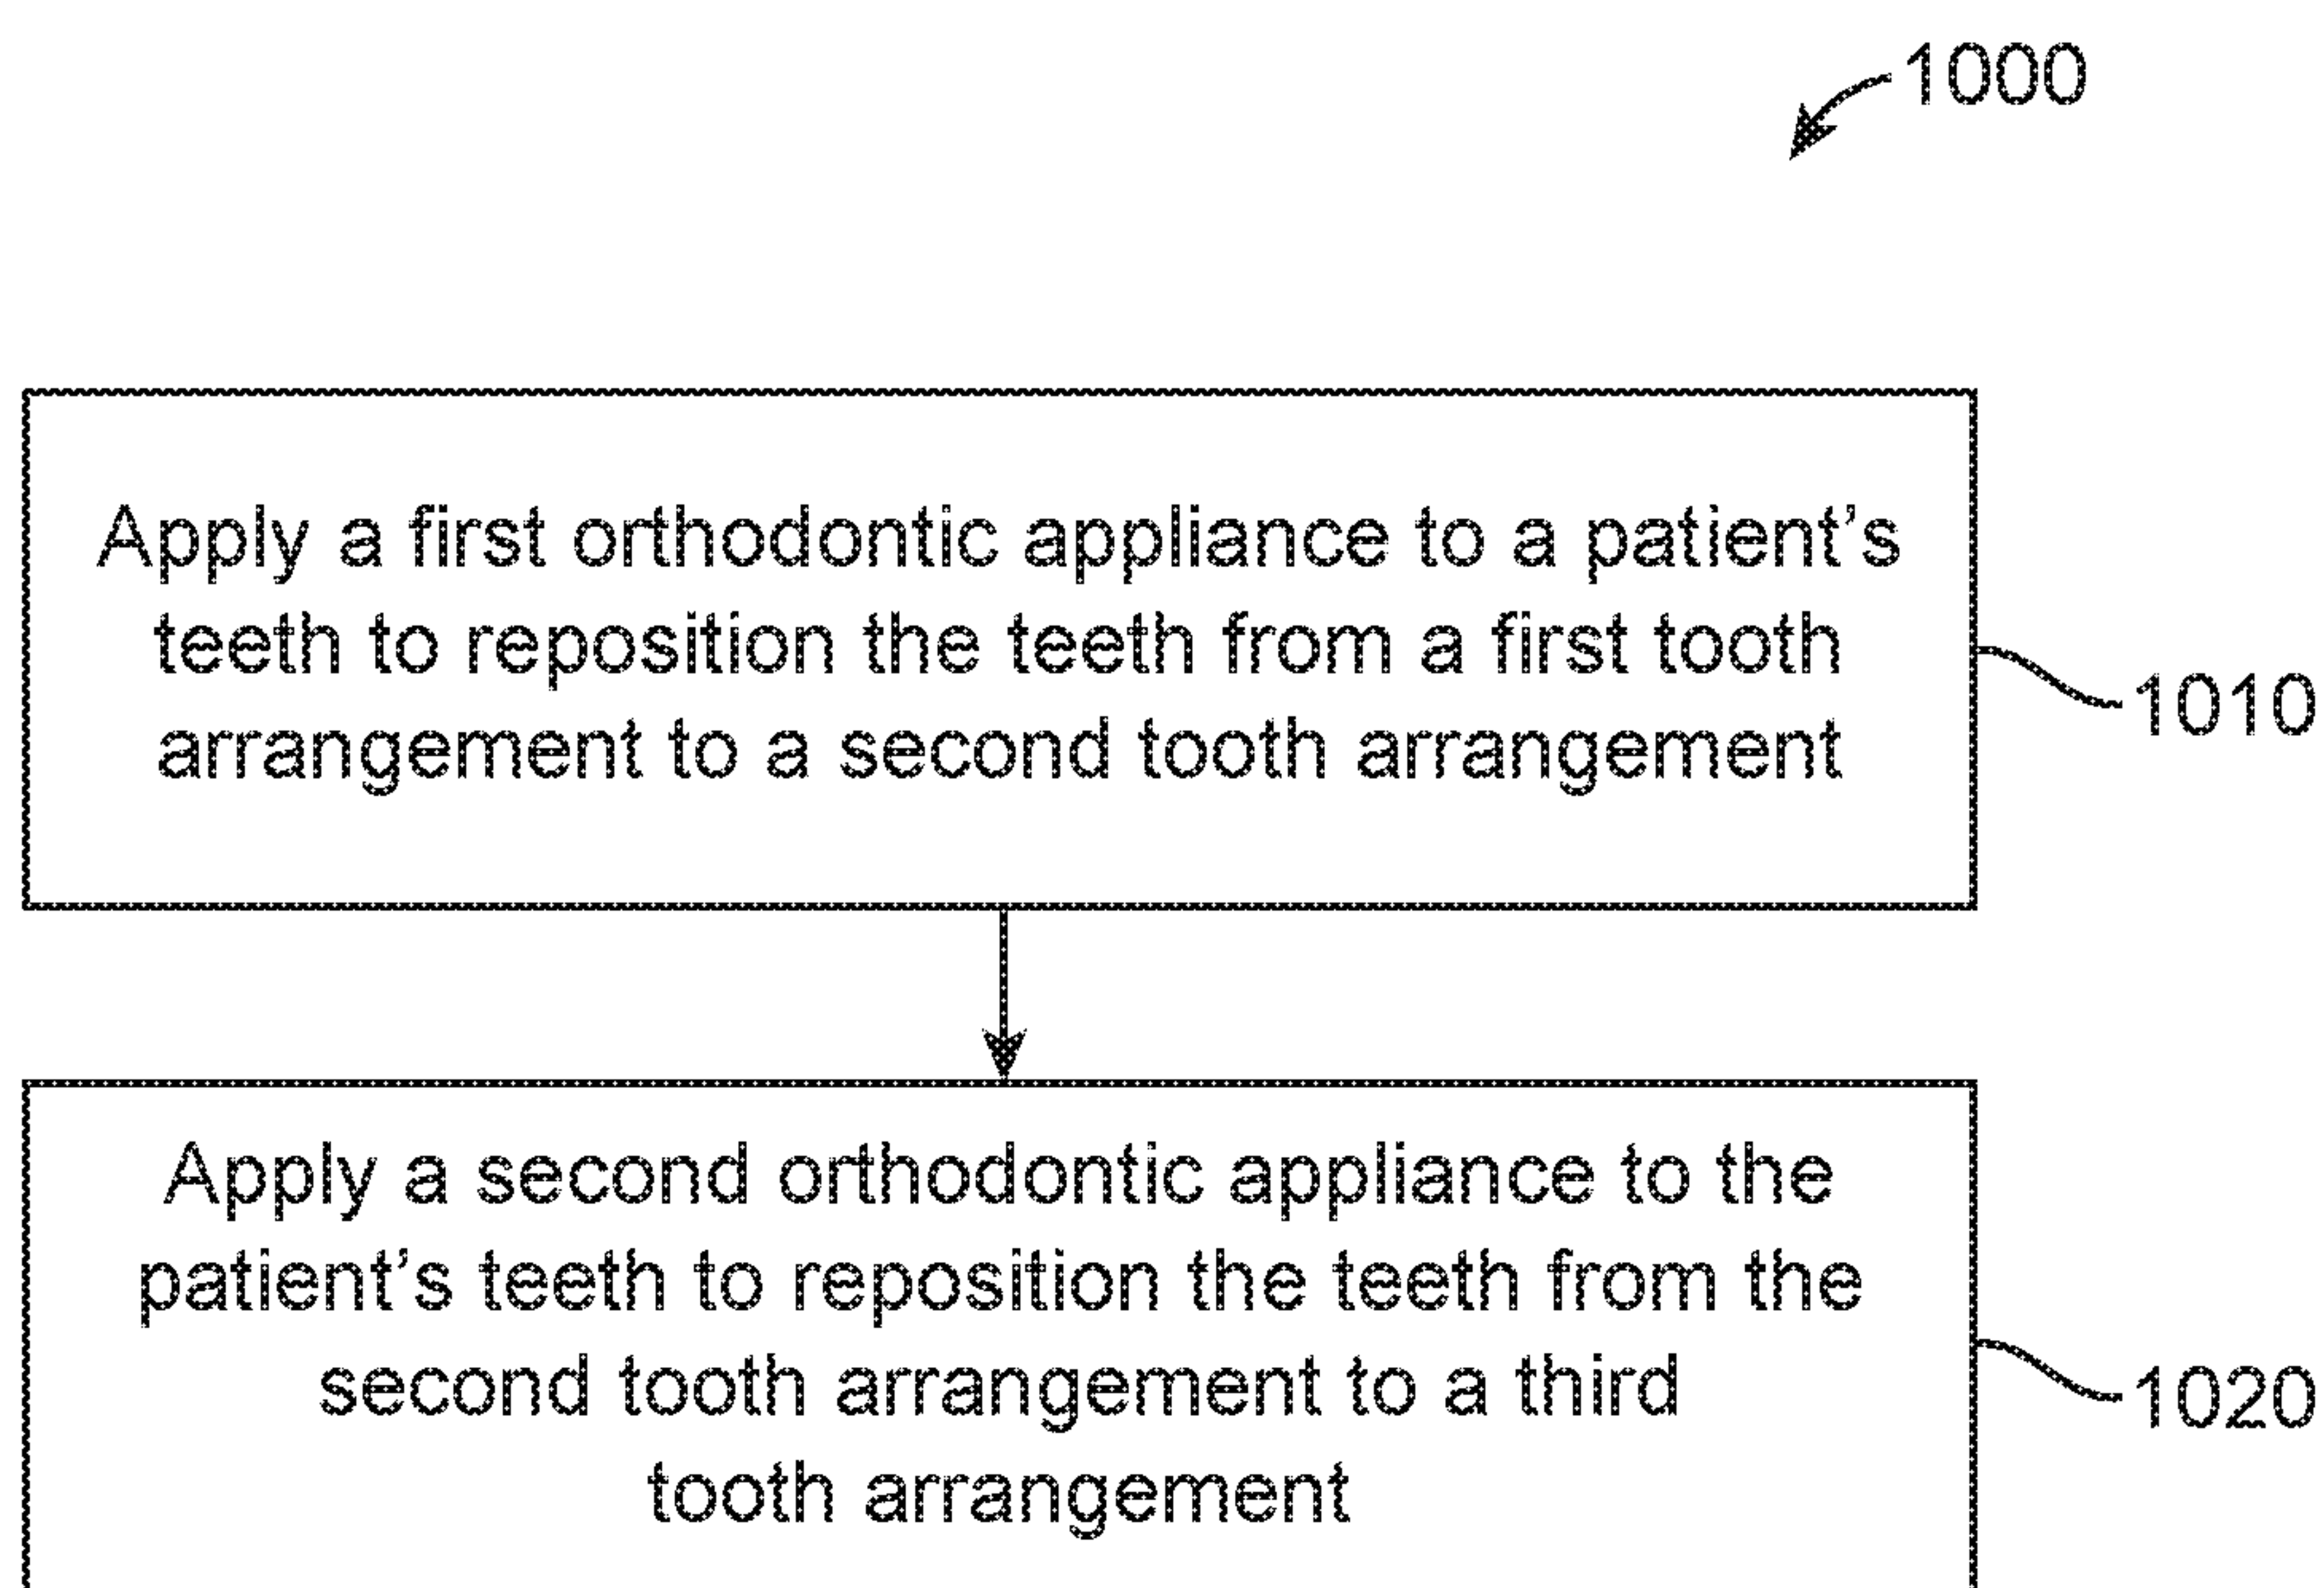 1000
Apply a first orthodontic appliance to a patient’s
teeth to reposition the teeth from a first tooth
arrangement to a second tooth arrangement
1010
Apply a second orthodontic appliance to the
patient’s teeth to reposition the teeth from the
second tooth arrangement to a third
tooth arrangement
1020